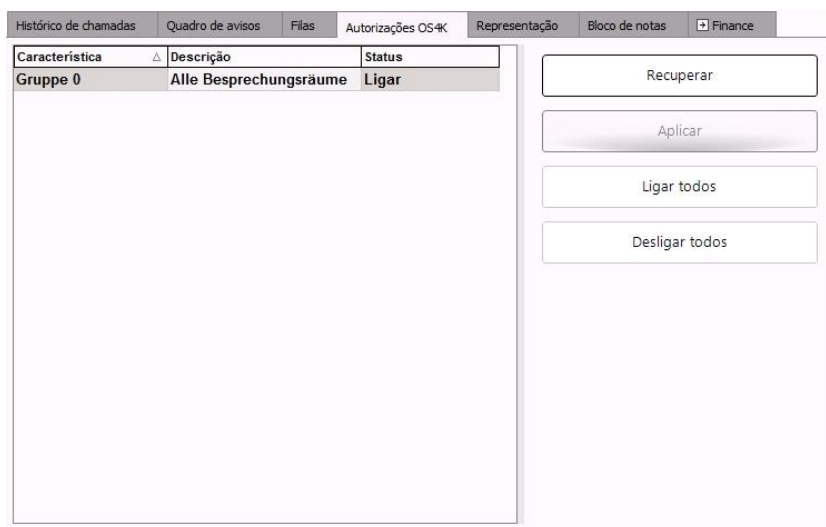 Histórico de chamadas Quadro de avisos Filas Autorizações OS4K Representação Bloco de notas Finance
Característica Descrição Status
Gruppe 0 Alle Besprechungsräume Ligar
Recuperar
Aplicar
Ligar todos
Desligar todos